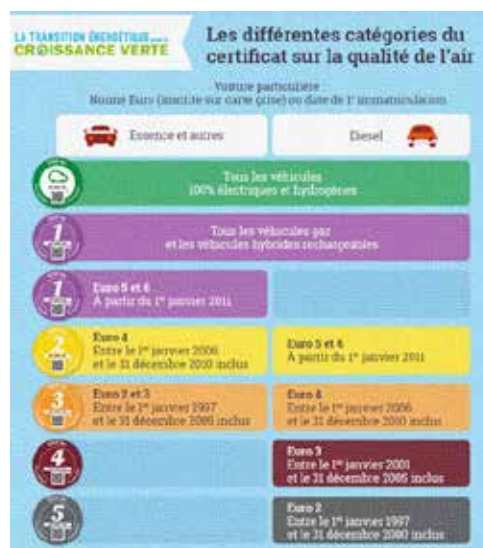 LA TRANSITION ÉNERGÉTIQUE
CROISSANCE VERTE
Les différentes catégories du
certificat sur la qualité de l'air
Voiture particulière :
Norme Euro (inscrite sur carte grise) ou date de 1re immatriculation
Essence et autres
Diesel
Tous les véhicules
100% électriques et hydrogènes
1
Tous les véhicules gaz
et les véhicules hybrides rechargeables
1
Euro 5 et 6
À partir du 1er janvier 2011
2
Euro 4
Entre le 1er janvier 2006
et le 31 décembre 2010 inclus
Euro 5 et 6
À partir du 1er janvier 2011
3
Euro 2 et 3
Entre le 1er janvier 1997
et le 31 décembre 2005 inclus
Euro 4
Entre le 1er janvier 2006
et le 31 décembre 2010 inclus
4
Euro 3
Entre le 1er janvier 2001
et le 31 décembre 2005 inclus
5
Euro 2
Entre le 1er janvier 1997
et le 31 décembre 2000 inclus